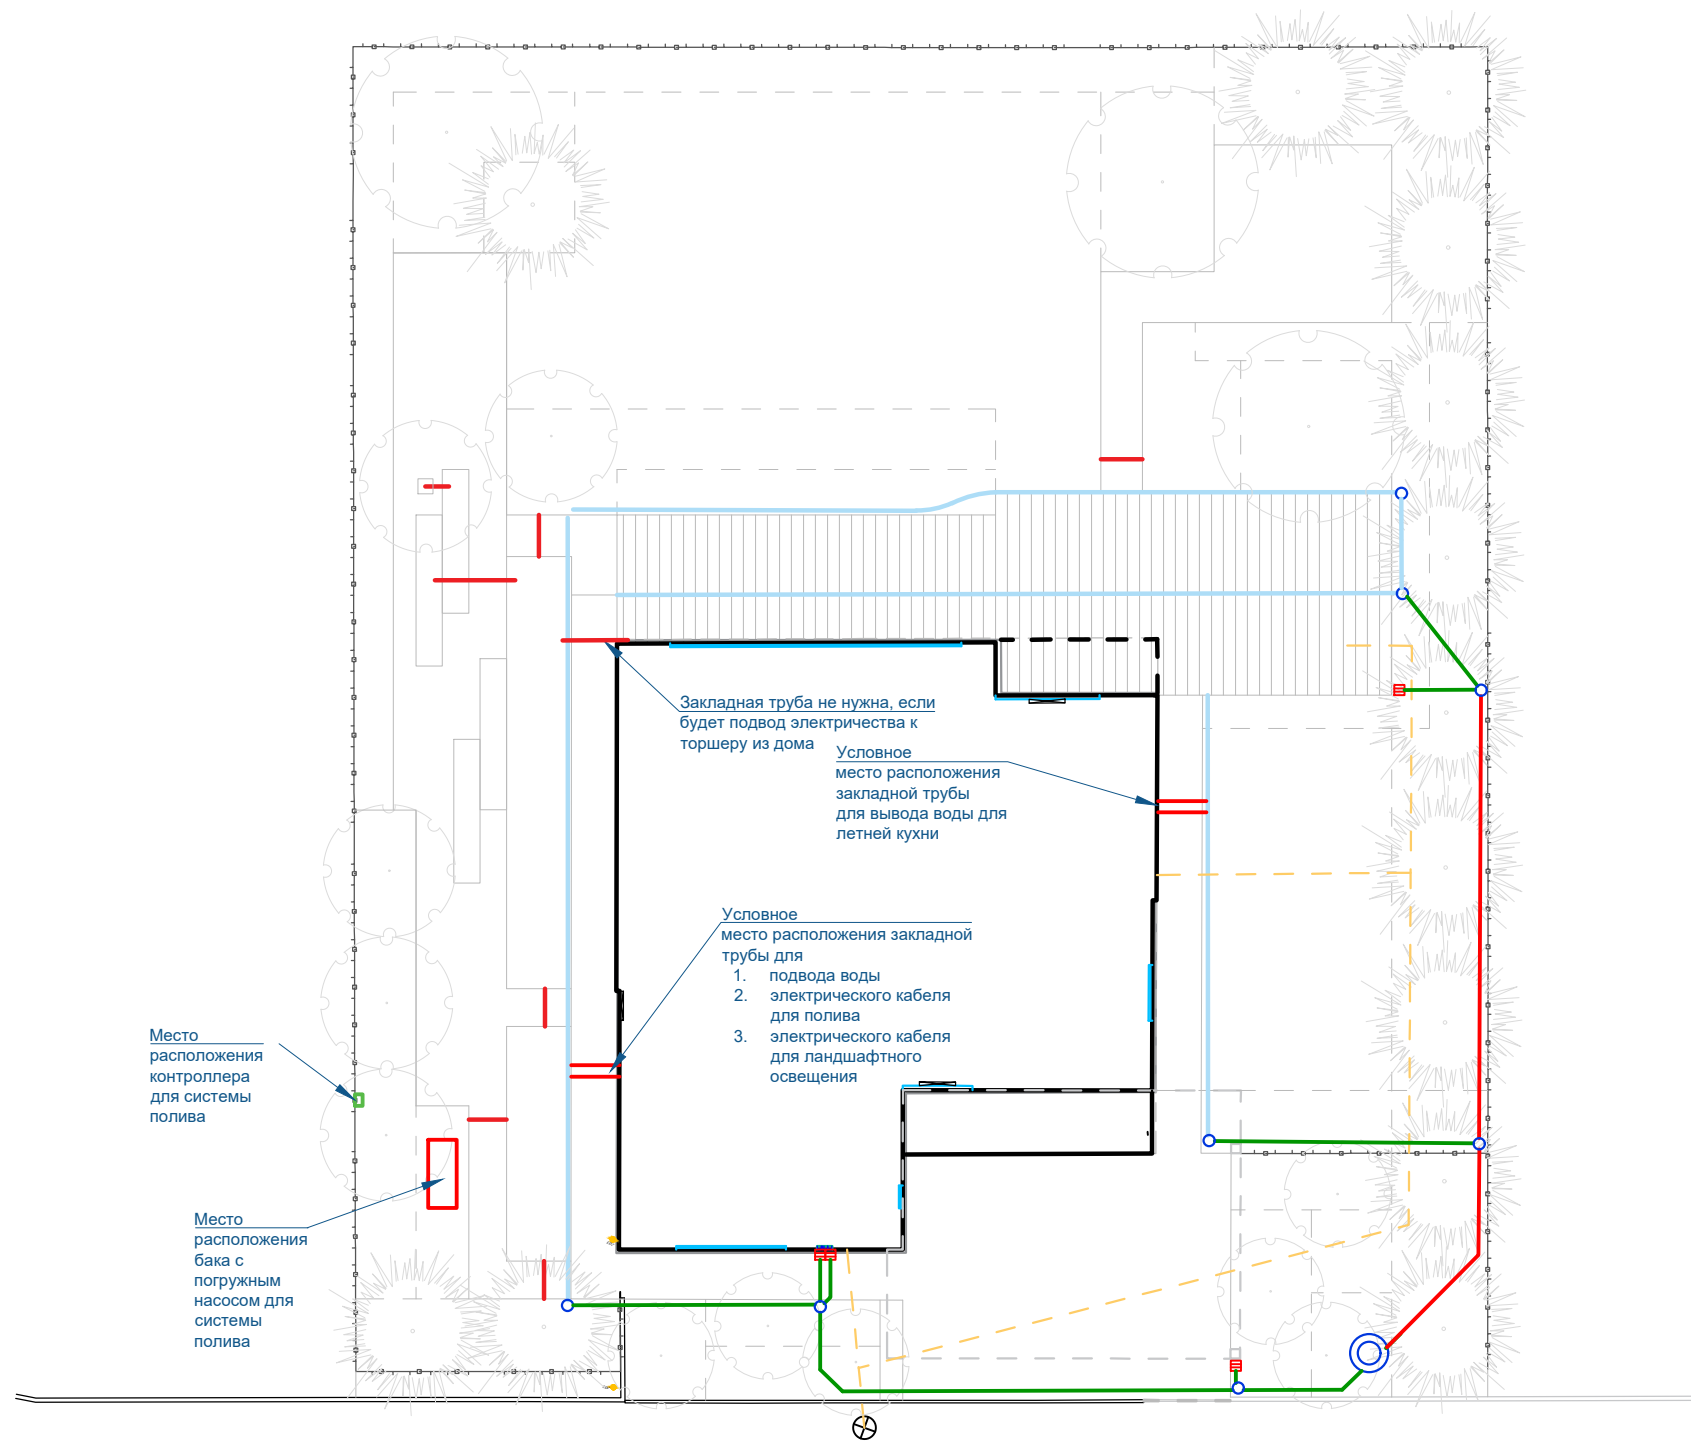 Закладная труба не нужна, если
будет подвод электричества к
торшеру из дома
Условное
место расположения
закладной трубы
для вывода воды для
летней кухни
Условное
место расположения закладной
трубы для
1. подвода воды
2. электрического кабеля
для полива
3. электрического кабеля
для ландшафтного
освещения
Место
расположения
контроллера
для системы
полива
Место
расположения
бака с
погружным
насосом для
системы
полива